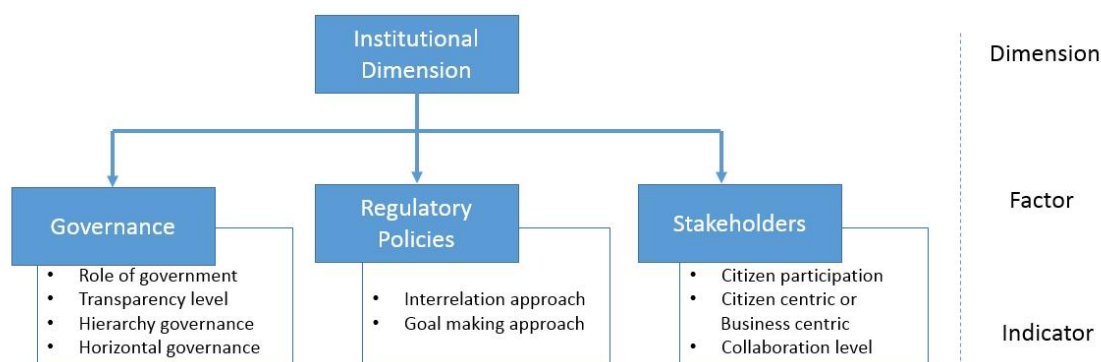 Institutional
Dimension
Dimension
Governance
Regulatory
Policies
Stakeholders
Factor
• Role of government
• Transparency level
• Hierarchy governance
• Horizontal governance
• Interrelation approach
• Goal making approach
• Citizen participation
• Citizen centric or
Business centric
• Collaboration level
Indicator